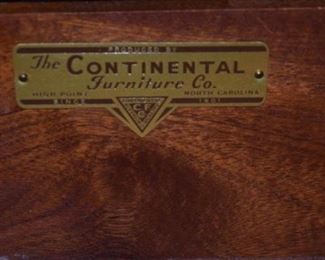 PRODUCED BY
The CONTINENTAL
Furniture Co.
HIGH POINT NORTH CAROLINA
SINCE 1901